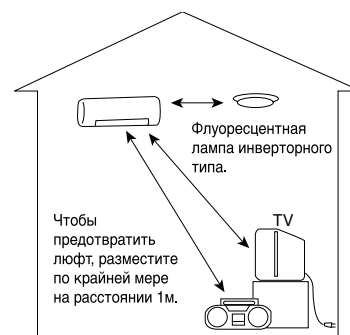 Флуоресцентная
лампа инверторного
типа.
TV
Чтобы
предотвратить
люфт, разместите
по крайней мере
на расстоянии 1м.